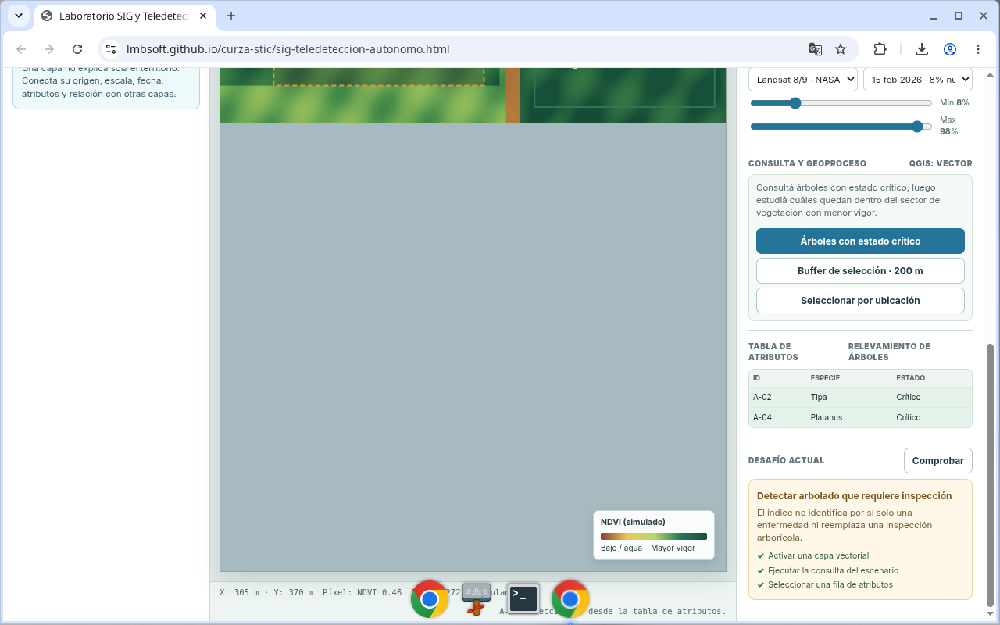 Laboratorio SIG y Teledetecc
lmbsoft.github.io/curza-stic/sig-teledeteccion-autonomo.html
Una capa no explica sola el territorio.
Conectá su origen, escala, fecha,
atributos y relación con otras capas.
Landsat 8/9 · NASA
15 feb 2026 · 8% nu
Min 8%
Max
98%
CONSULTA Y GEOPROCESO
QGIS: VECTOR
Consultá árboles con estado crítico; luego
estudiá cuáles quedan dentro del sector de
vegetación con menor vigor.
Árboles con estado crítico
Buffer de selección · 200 m
Seleccionar por ubicación
TABLA DE
ATRIBUTOS
RELEVAMIENTO DE
ÁRBOLES
ID ESPECIE ESTADO
A-02 Tipa Crítico
A-04 Platanus Crítico
DESAFÍO ACTUAL
Comprobar
Detectar arbolado que requiere inspección
El índice no identifica por sí solo una
enfermedad ni reemplaza una inspección
arborícola.
✓ Activar una capa vectorial
✓ Ejecutar la consulta del escenario
✓ Seleccionar una fila de atributos
NDVI (simulado)
Bajo / agua Mayor vigor
X: 305 m · Y: 370 m Píxel: NDVI 0.46
desde la tabla de atributos.